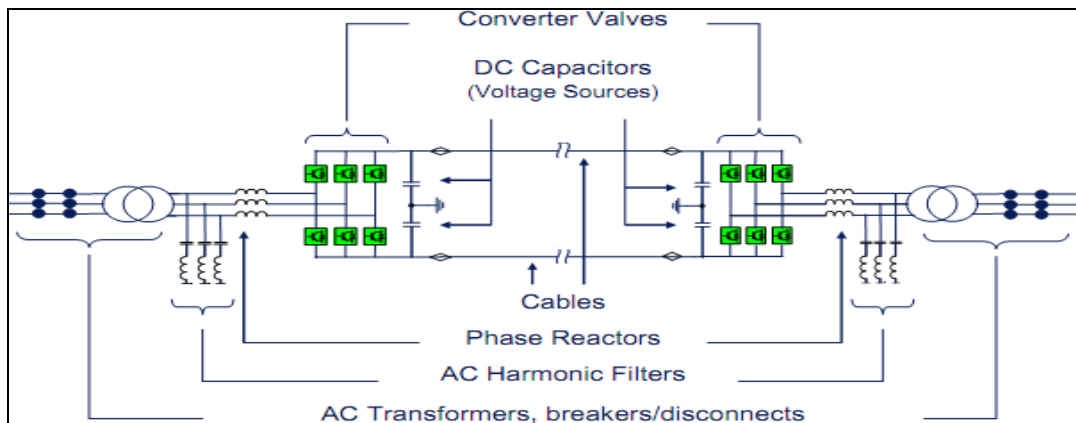 Converter Valves
DC Capacitors
(Voltage Sources)
Cables
Phase Reactors
AC Harmonic Filters
AC Transformers, breakers/disconnects